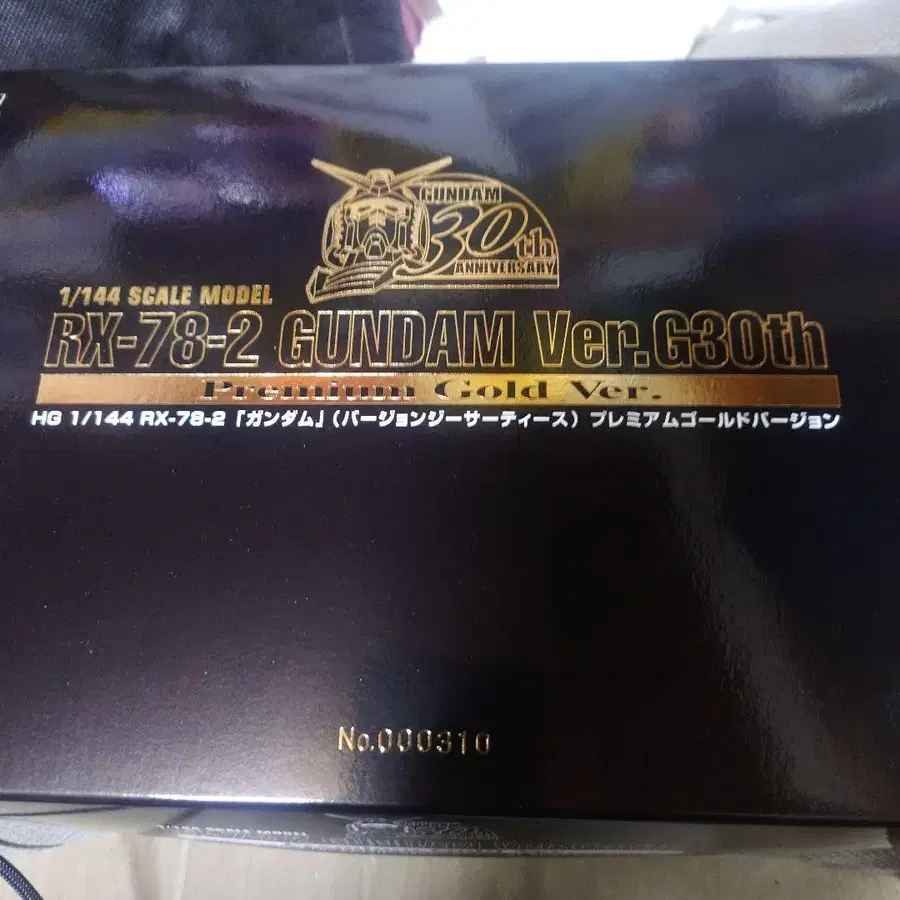 GUNDAM
30th
ANNIVERSARY
1/144 SCALE MODEL
RX-78-2 GUNDAM Ver.G30th
Premium Gold Ver.
HG 1/144 RX-78-2「ガンダム」(バージョンジーサーティース) プレミアムゴールドバージョン
No.000310